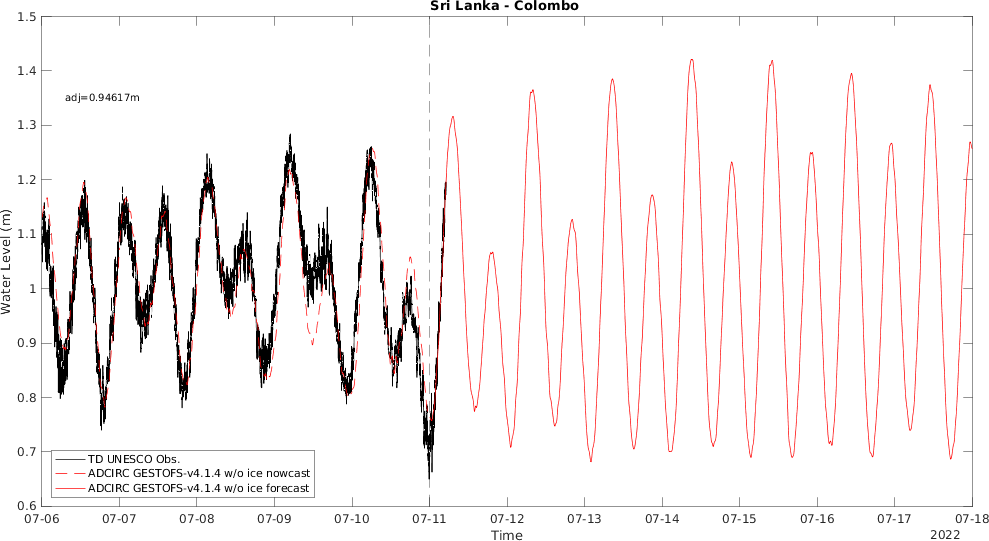 Sri Lanka - Colombo
1.5
1.4
1.3
1.2
1.1
1
0.9
0.8
0.7
0.6
Water Level (m)
adj=0.94617m
TD UNESCO Obs.
ADCIRC GESTOFS-v4.1.4 w/o ice nowcast
ADCIRC GESTOFS-v4.1.4 w/o ice forecast
07-06 07-07 07-08 07-09 07-10 07-11 07-12 07-13 07-14 07-15 07-16 07-17 07-18
Time
2022